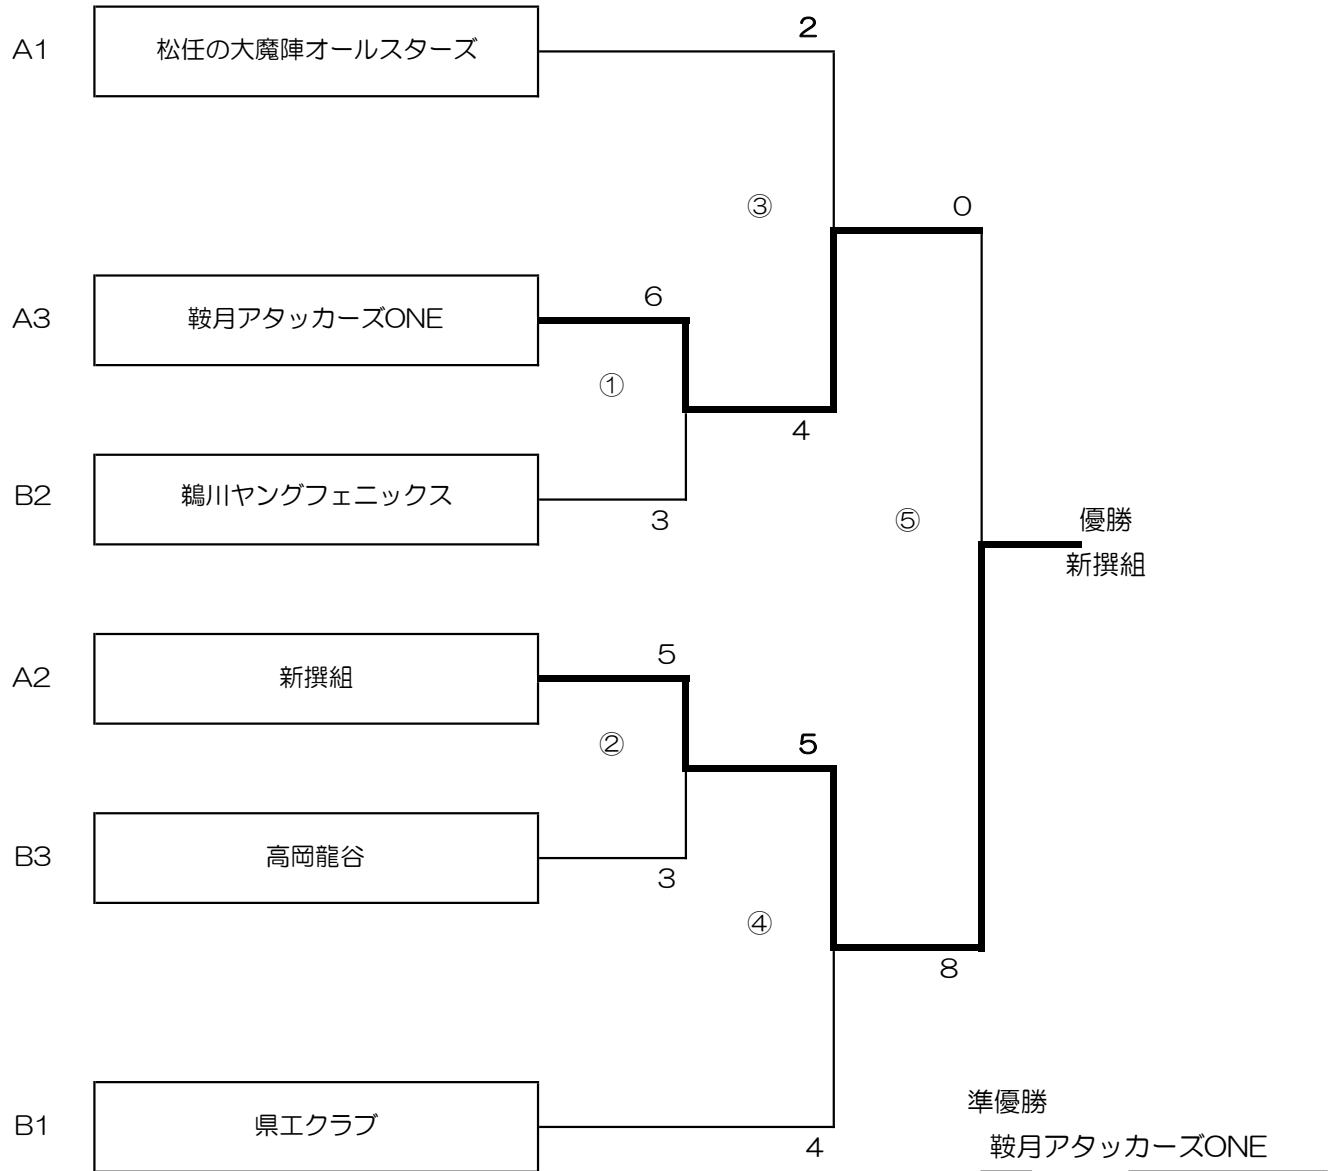 2
A1 松任の大魔陣オールスターズ
③ 0
6
A3 鞍月アタッカーズONE
①
4
B2 鵜川ヤングフェニックス
3
⑤ 優勝
新撰組
5
A2 新撰組
② 5
B3 高岡龍谷
3
④
8
準優勝
B1 県工クラブ
4 鞍月アタッカーズONE